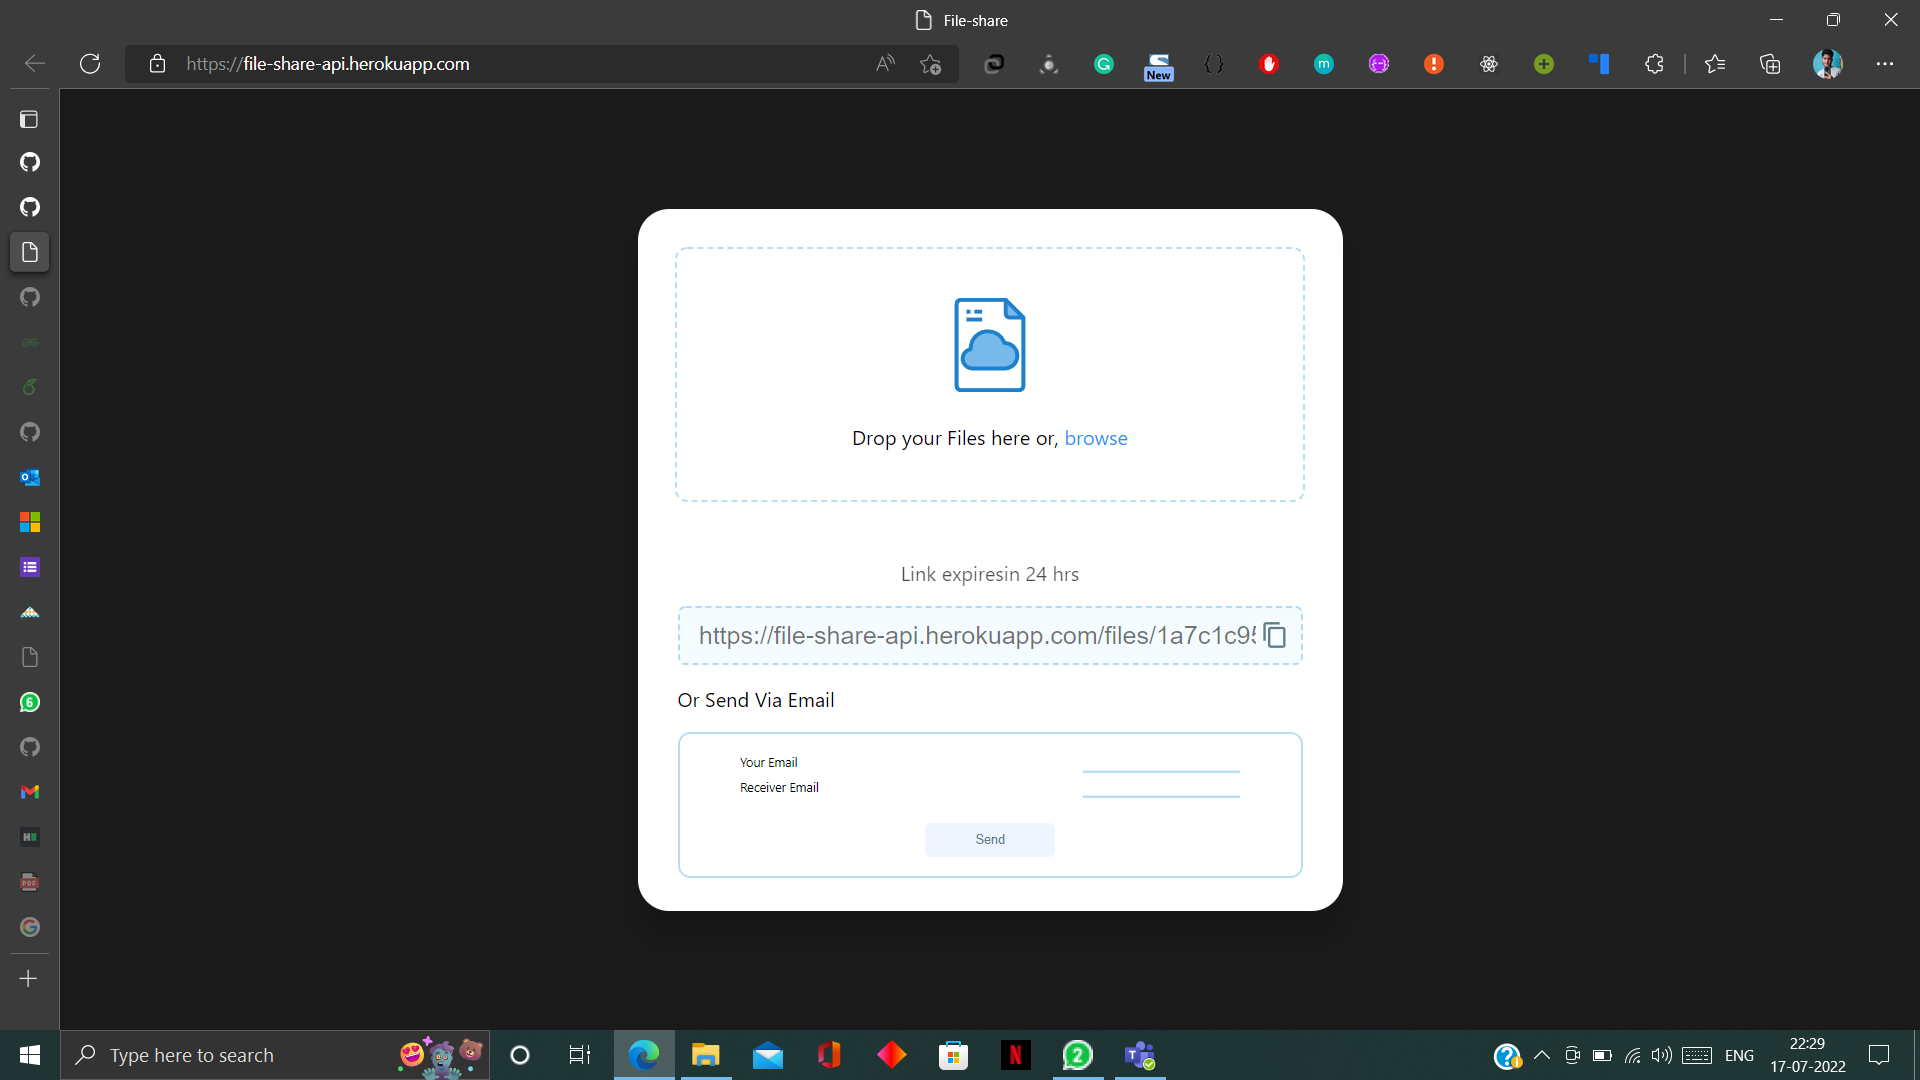 File-share
https://file-share-api.herokuapp.com
New
Drop your Files here or, browse
Link expiresin 24 hrs
https://file-share-api.herokuapp.com/files/1a7c1c95
Or Send Via Email
Your Email
Receiver Email
Send
Type here to search
ENG
22:29
17-07-2022